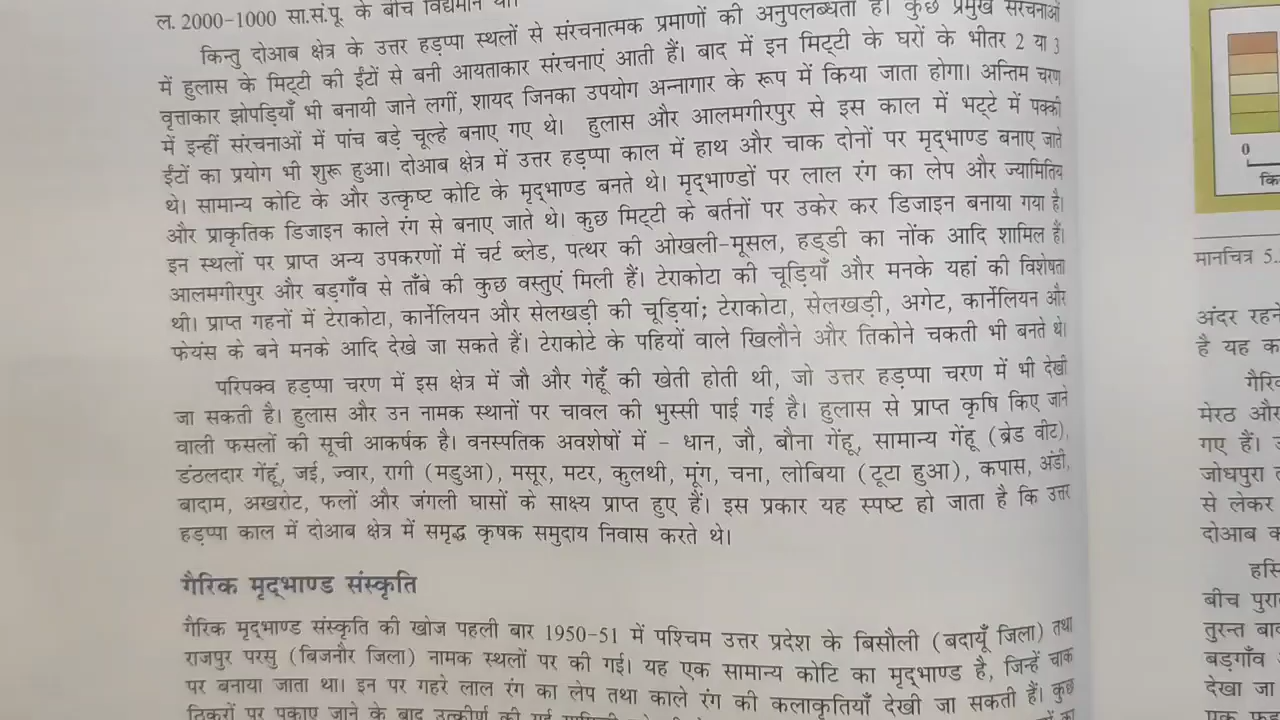 ल. 2000-1000 सा.सं.पू. के बीच विद्यमान था।
किन्तु दोआब क्षेत्र के उत्तर हड़प्पा स्थलों से संरचनात्मक प्रमाणों की अनुपलब्धता है। कुछ प्रमुख संरचनाओं
में हुलास के मिट्टी की ईंटों से बनी आयताकार संरचनाएं आती हैं। बाद में इन मिट्टी के घरों के भीतर 2 या 3
वृत्ताकार झोपड़ियाँ भी बनायी जाने लगीं, शायद जिनका उपयोग अन्नागार के रूप में किया जाता होगा। अन्तिम चरण
में इन्हीं संरचनाओं में पांच बड़े चूल्हे बनाए गए थे। हुलास और आलमगीरपुर से इस काल में भट्टे में पक्की
ईंटों का प्रयोग भी शुरू हुआ। दोआब क्षेत्र में उत्तर हड़प्पा काल में हाथ और चाक दोनों पर मृद्भाण्ड बनाए जाते
थे। सामान्य कोटि के और उत्कृष्ट कोटि के मृद्भाण्ड बनते थे। मृद्भाण्डों पर लाल रंग का लेप और ज्यामितिय
और प्राकृतिक डिजाइन काले रंग से बनाए जाते थे। कुछ मिट्टी के बर्तनों पर उकेर कर डिजाइन बनाया गया है।
इन स्थलों पर प्राप्त अन्य उपकरणों में चर्ट ब्लेड, पत्थर की ओखली-मूसल, हड्डी का नोंक आदि शामिल हैं।
आलमगीरपुर और बड़गाँव से ताँबे की कुछ वस्तुएं मिली हैं। टेराकोटा की चूड़ियाँ और मनके यहां की विशेषता
थी। प्राप्त गहनों में टेराकोटा, कार्नेलियन और सेलखड़ी की चूड़ियां; टेराकोटा, सेलखड़ी, अगेट, कार्नेलियन और
फेयंस के बने मनके आदि देखे जा सकते हैं। टेराकोटे के पहियों वाले खिलौने और तिकोने चकती भी बनते थे।
परिपक्व हड़प्पा चरण में इस क्षेत्र में जौ और गेहूँ की खेती होती थी, जो उत्तर हड़प्पा चरण में भी देखी
जा सकती है। हुलास और उन नामक स्थानों पर चावल की भुस्सी पाई गई है। हुलास से प्राप्त कृषि किए जाने
वाली फसलों की सूची आकर्षक है। वनस्पतिक अवशेषों में – धान, जौ, बौना गेंहू, सामान्य गेंहू (ब्रेड वीट),
डंठलदार गेंहूं, जई, ज्वार, रागी (मडुआ), मसूर, मटर, कुलथी, मूंग, चना, लोबिया (टूटा हुआ), कपास, अंडी,
बादाम, अखरोट, फलों और जंगली घासों के साक्ष्य प्राप्त हुए हैं। इस प्रकार यह स्पष्ट हो जाता है कि उत्तर
हड़प्पा काल में दोआब क्षेत्र में समृद्ध कृषक समुदाय निवास करते थे।
गैरिक मृद्भाण्ड संस्कृति
गैरिक मृद्भाण्ड संस्कृति की खोज पहली बार 1950-51 में पश्चिम उत्तर प्रदेश के बिसौली (बदायूँ जिला) तथा
राजपुर परसु (बिजनौर जिला) नामक स्थलों पर की गई। यह एक सामान्य कोटि का मृद्भाण्ड है, जिन्हें चाक
पर बनाया जाता था। इन पर गहरे लाल रंग का लेप तथा काले रंग की कलाकृतियाँ देखी जा सकती हैं। कुछ
ठिकरों पर पकाए जाने के बाद उत्कीर्ण की गई
0
कि
मानचित्र 5.
अंदर रहने
है यह क
गैरि
मेरठ और
गए हैं।
जोधपुरा
से लेकर
दोआब क
हस्ति
बीच पुरा
तुरन्त बाद
बड़गाँव
देखा जा
एक